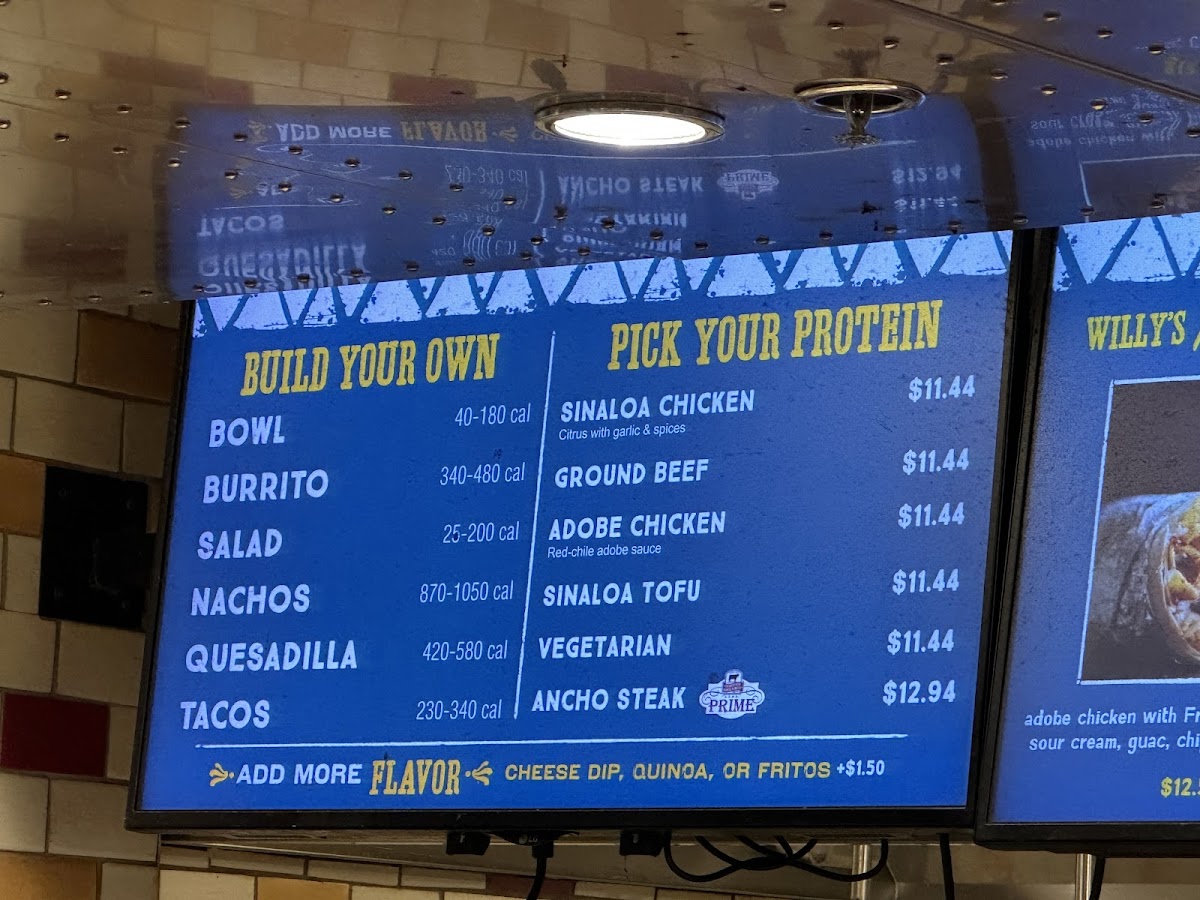 BUILD YOUR OWN
BOWL 40-180 cal
BURRITO 340-480 cal
SALAD 25-200 cal
NACHOS 870-1050 cal
QUESADILLA 420-580 cal
TACOS 230-340 cal
PICK YOUR PROTEIN
SINALOA CHICKEN $11.44
Citrus with garlic & spices
GROUND BEEF $11.44
ADOBE CHICKEN $11.44
Red-chile adobe sauce
SINALOA TOFU $11.44
VEGETARIAN $11.44
ANCHO STEAK PRIME $12.94
ADD MORE FLAVOR CHEESE DIP, QUINOA, OR FRITOS +$1.50
WILLY'S
adobe chicken with
sour cream, guac,